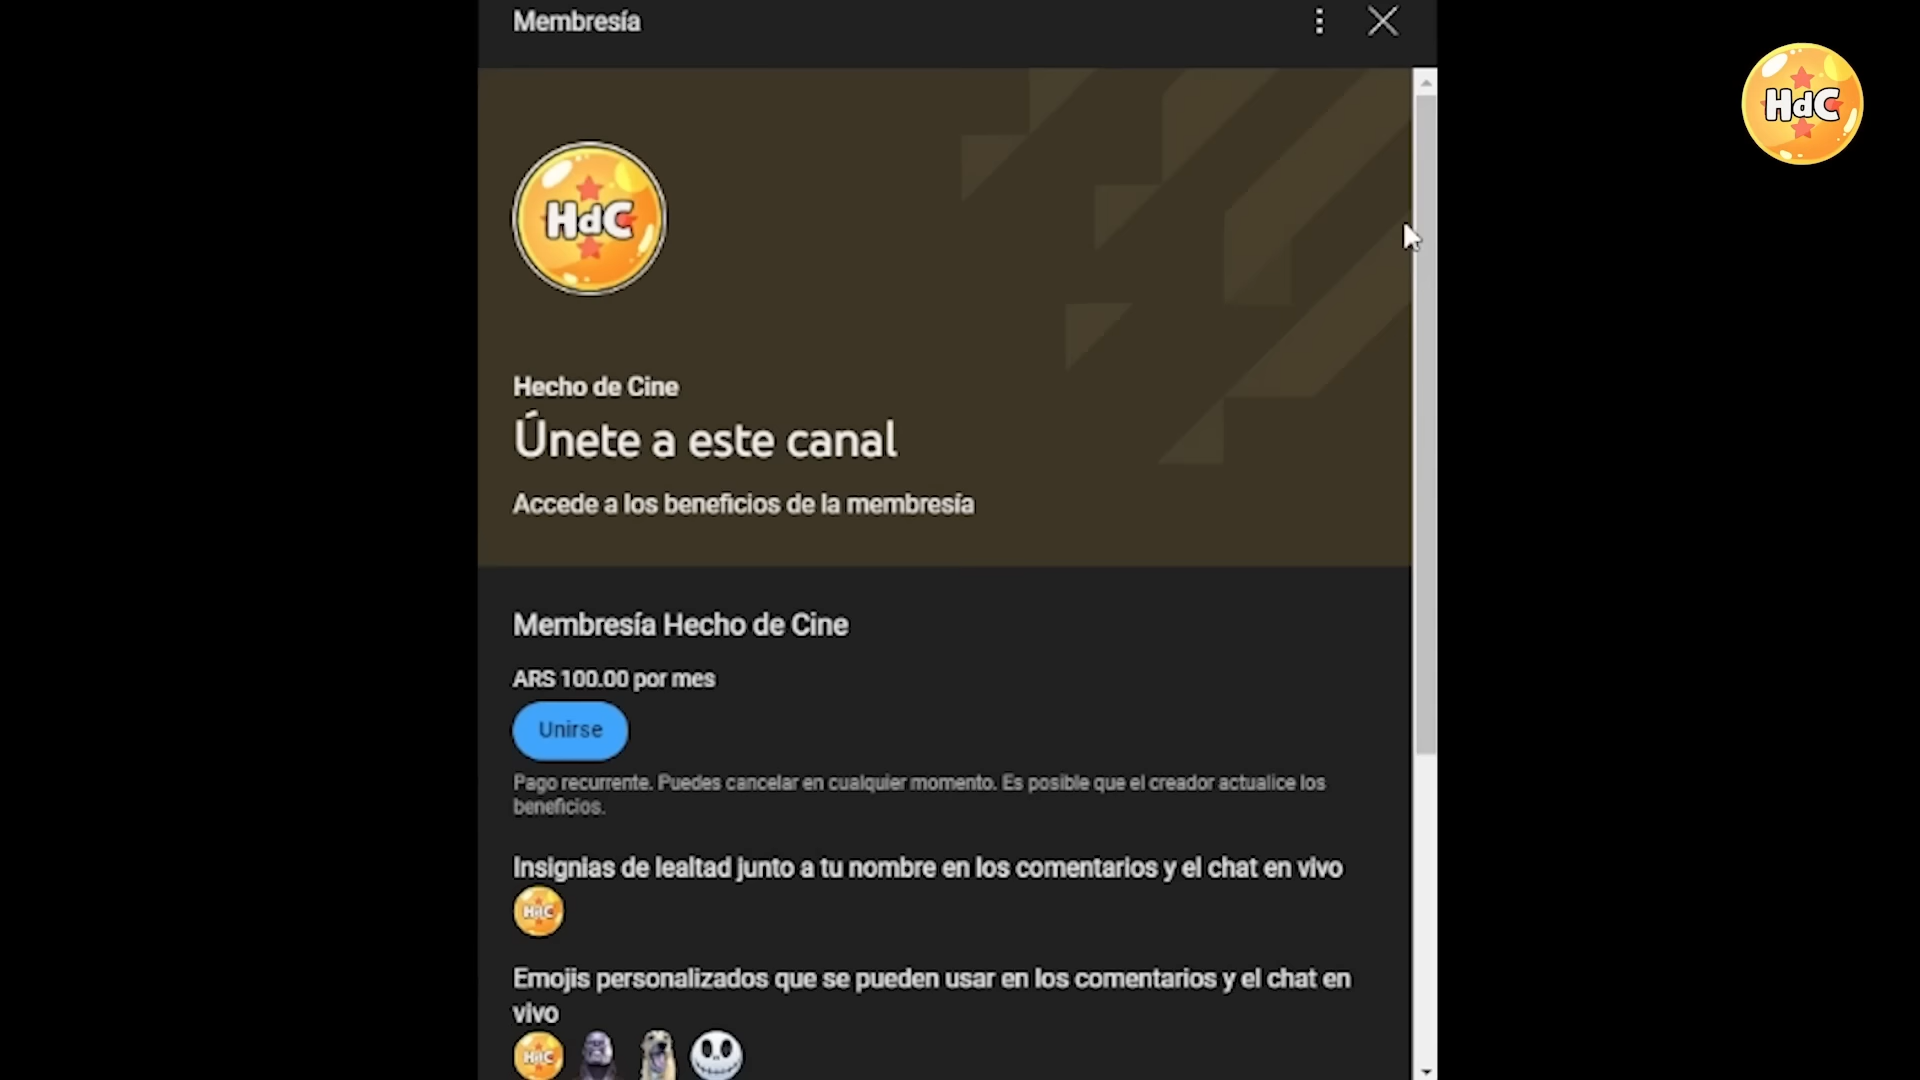 Membresía
HdC
HdC
Hecho de Cine
Únete a este canal
Accede a los beneficios de la membresía
Membresía Hecho de Cine
ARS 100.00 por mes
Unirse
Pago recurrente. Puedes cancelar en cualquier momento. Es posible que el creador actualice los
beneficios.
Insignias de lealtad junto a tu nombre en los comentarios y el chat en vivo
HdC
Emojis personalizados que se pueden usar en los comentarios y el chat en
vivo
HdC